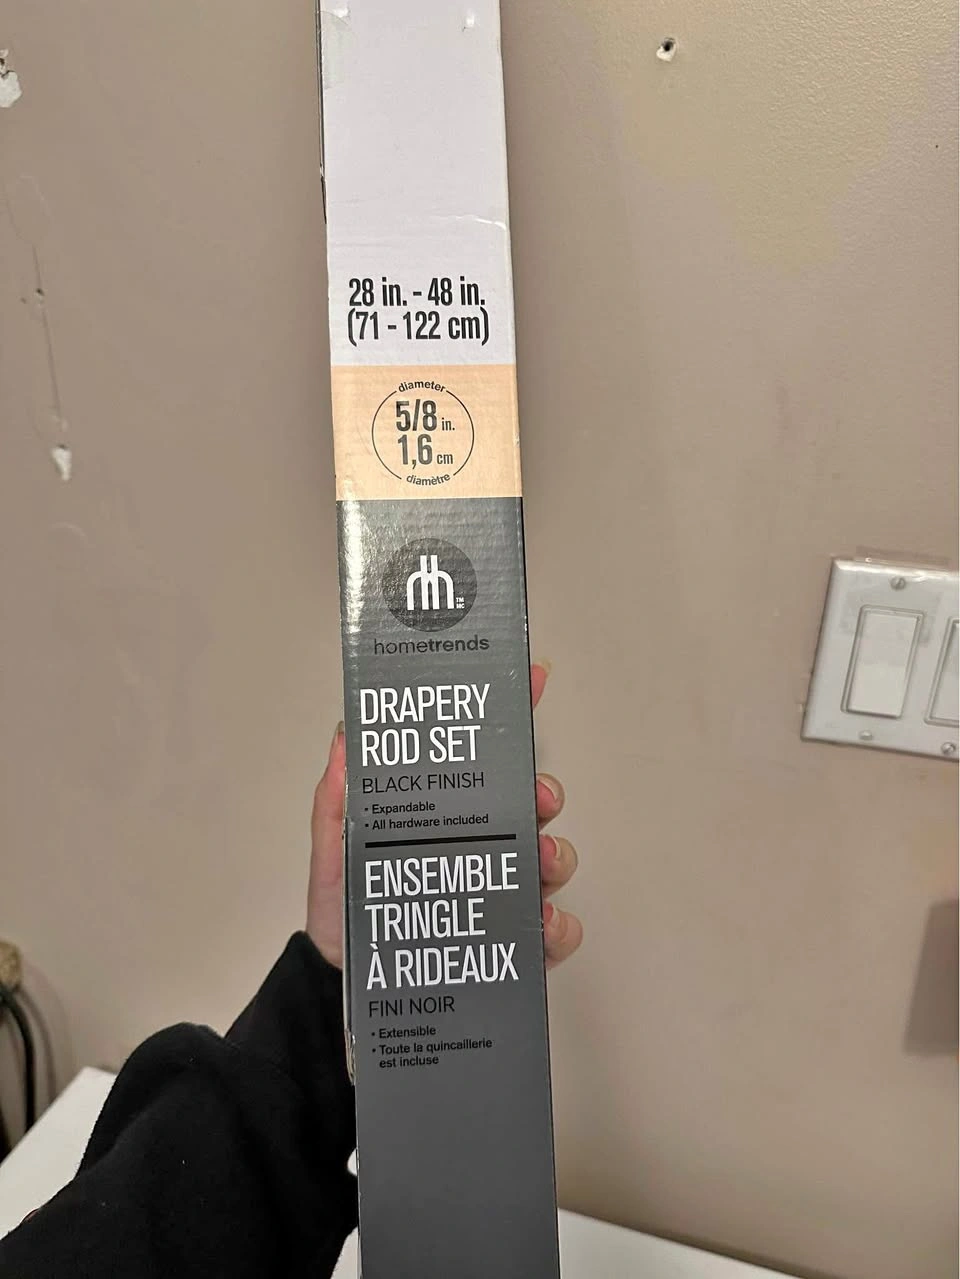 28 in. - 48 in.
(71 - 122 cm)
diameter
5/8 in.
1,6 cm
diamètre
TM
MC
hometrends
DRAPERY
ROD SET
BLACK FINISH
• Expandable
• All hardware included
ENSEMBLE
TRINGLE
À RIDEAUX
FINI NOIR
• Extensible
• Toute la quincaillerie
est incluse